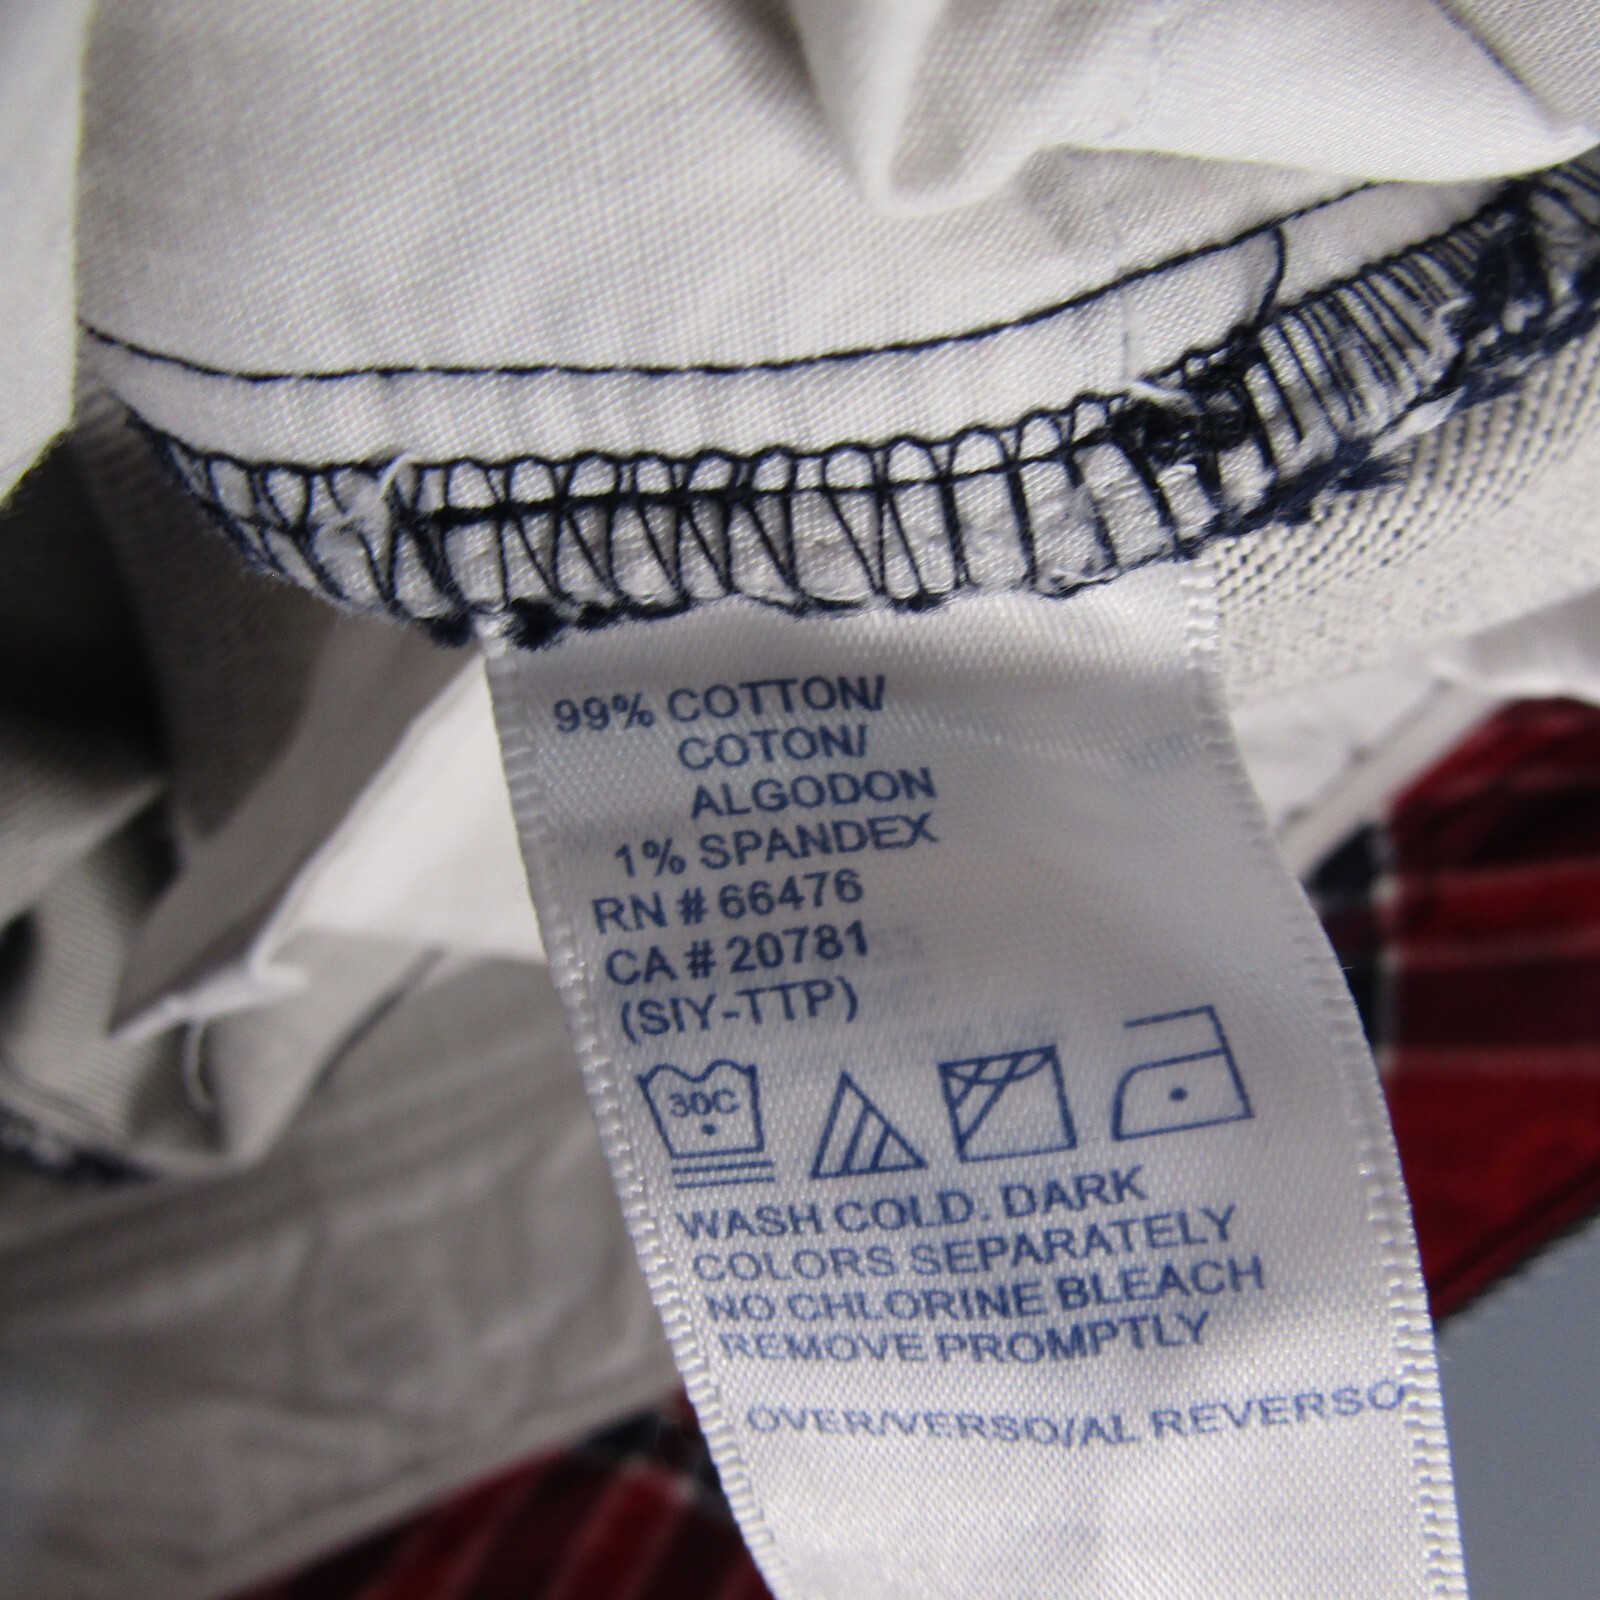 99% COTTON/
COTON/
ALGODON
1% SPANDEX
RN # 66476
CA # 20781
(SIY-TTP)
30C
WASH COLD. DARK
COLORS SEPARATELY
NO CHLORINE BLEACH
REMOVE PROMPTLY
OVER/VERSO/AL REVERSO